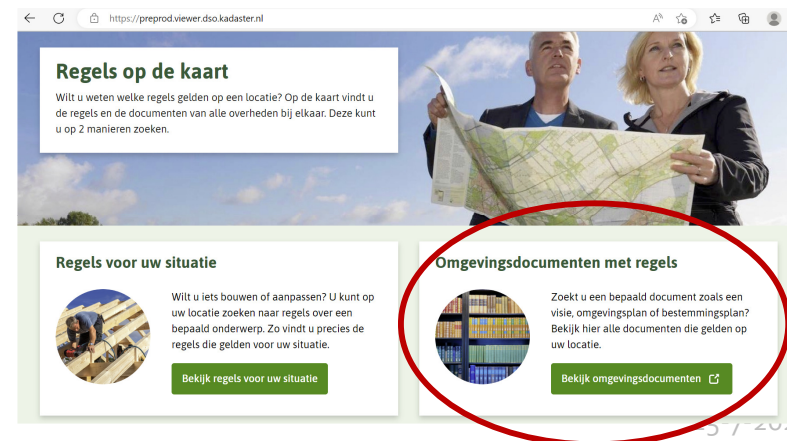 https://preprod.viewer.dso.kadaster.nl
Regels op de kaart
Wilt u weten welke regels gelden op een locatie? Op de kaart vindt u
de regels en de documenten van alle overheden bij elkaar. Deze kunt
u op 2 manieren zoeken.
Regels voor uw situatie
Wilt u iets bouwen of aanpassen? U kunt op
uw locatie zoeken naar regels over een
bepaald onderwerp. Zo vindt u precies de
regels die gelden voor uw situatie.
Bekijk regels voor uw situatie
Omgevingsdocumenten met regels
Zoekt u een bepaald document zoals een
visie, omgevingsplan of bestemmingsplan?
Bekijk hier alle documenten die gelden op
uw locatie.
Bekijk omgevingsdocumenten